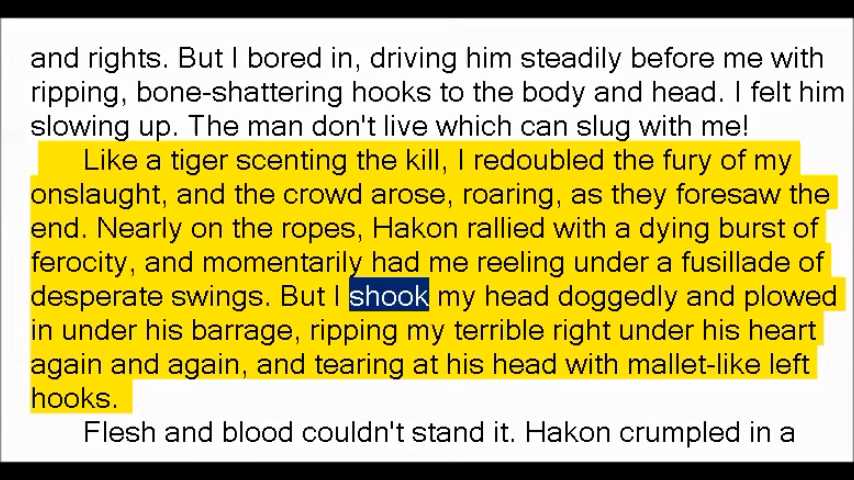 and rights. But I bored in, driving him steadily before me with
ripping, bone-shattering hooks to the body and head. I felt him
slowing up. The man don't live which can slug with me!
Like a tiger scenting the kill, I redoubled the fury of my
onslaught, and the crowd arose, roaring, as they foresaw the
end. Nearly on the ropes, Hakon rallied with a dying burst of
ferocity, and momentarily had me reeling under a fusillade of
desperate swings. But I shook my head doggedly and plowed
in under his barrage, ripping my terrible right under his heart
again and again, and tearing at his head with mallet-like left
hooks.
Flesh and blood couldn't stand it. Hakon crumpled in a